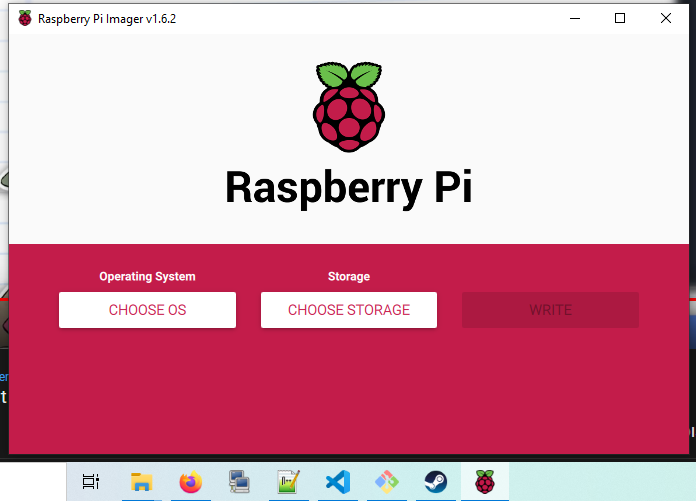 Raspberry Pi Imager v1.6.2
Raspberry Pi
Operating System
Storage
CHOOSE OS
CHOOSE STORAGE
WRITE